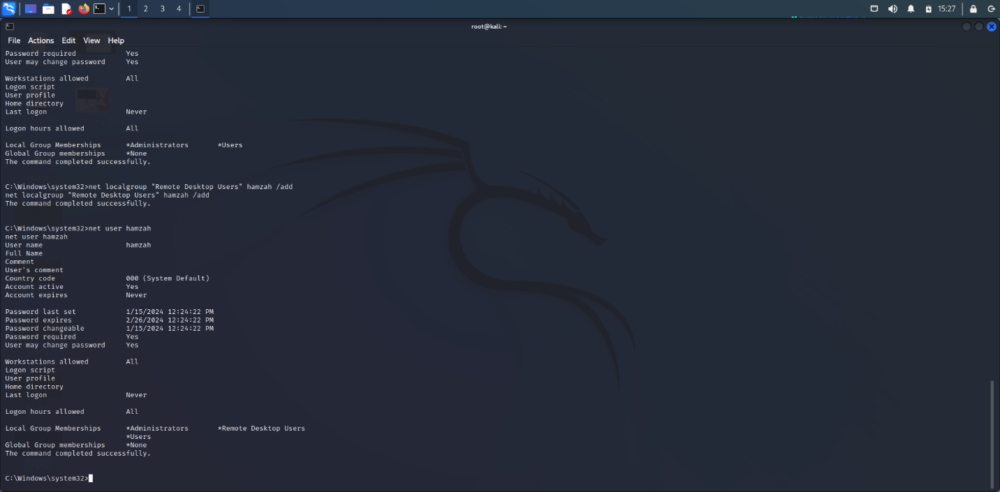 1 2 3 4 15:27
root@kali: ~
File Actions Edit View Help
Password required Yes
User may change password Yes
Workstations allowed All
Logon script
User profile
Home directory
Last logon Never
Logon hours allowed All
Local Group Memberships *Administrators *Users
Global Group memberships *None
The command completed successfully.
C:\Windows\system32>net localgroup "Remote Desktop Users" hamzah /add
net localgroup "Remote Desktop Users" hamzah /add
The command completed successfully.
C:\Windows\system32>net user hamzah
net user hamzah
User name hamzah
Full Name
Comment
User's comment
Country code 000 (System Default)
Account active Yes
Account expires Never
Password last set 1/15/2024 12:24:22 PM
Password expires 2/26/2024 12:24:22 PM
Password changeable 1/15/2024 12:24:22 PM
Password required Yes
User may change password Yes
Workstations allowed All
Logon script
User profile
Home directory
Last logon Never
Logon hours allowed All
Local Group Memberships *Administrators *Remote Desktop Users
*Users
Global Group memberships *None
The command completed successfully.
C:\Windows\system32>